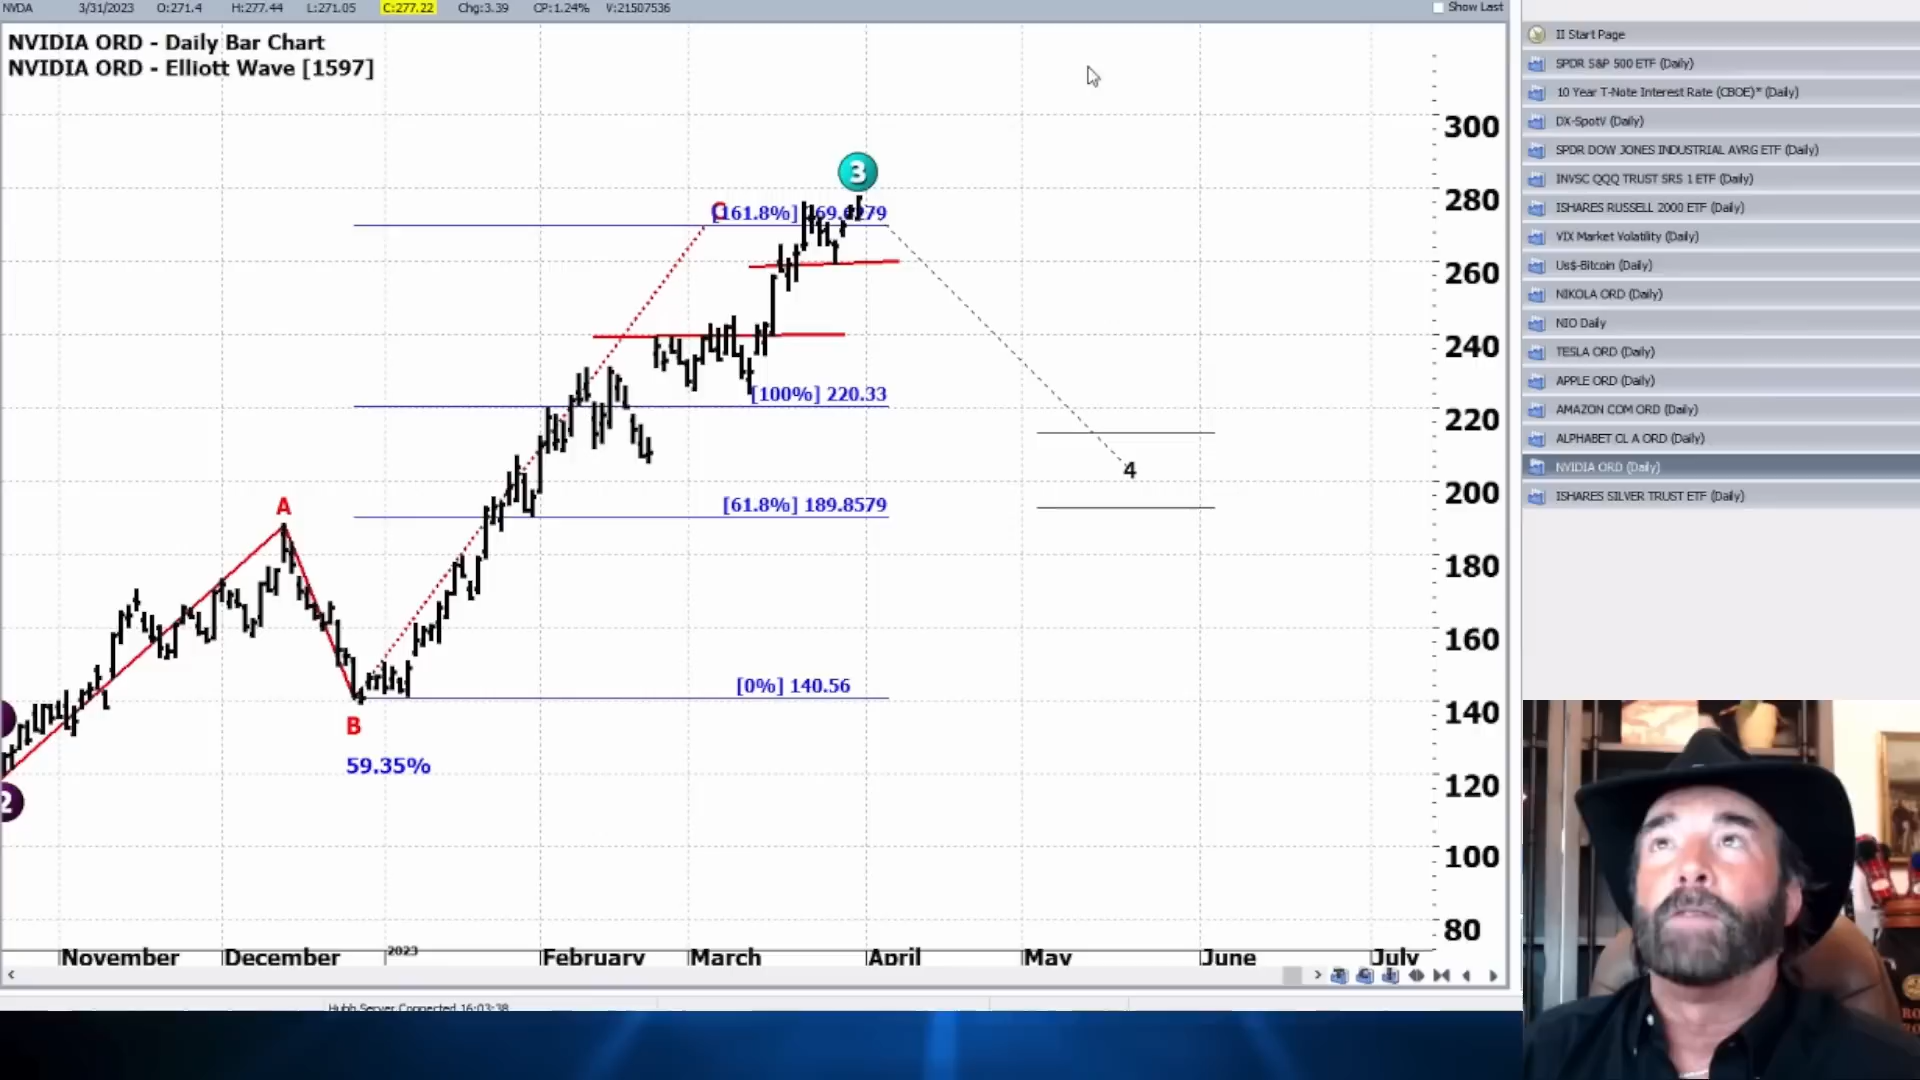 NVDA 3/31/2023 O:271.4 H:277.44 L:271.05 C:277.22 Chg:3.39 CP:1.24% V:21507536 Show Last
NVIDIA ORD - Daily Bar Chart
NVIDIA ORD - Elliott Wave [1597]
300
280
260
240
220
200
180
160
140
120
100
80
3
C
[161.8%]
[100%] 220.33
4
[61.8%] 189.8579
A
[0%] 140.56
B
59.35%
2
November December 2023 February March April May June July
Hubb Server Connected 16:03:38
II Start Page
SPDR S&P 500 ETF (Daily)
10 Year T-Note Interest Rate (CBOE)* (Daily)
DX-SpotV (Daily)
SPDR DOW JONES INDUSTRIAL AVRG ETF (Daily)
INVSC QQQ TRUST SRS 1 ETF (Daily)
ISHARES RUSSELL 2000 ETF (Daily)
VIX Market Volatility (Daily)
Us$-Bitcoin (Daily)
NIKOLA ORD (Daily)
NIO Daily
TESLA ORD (Daily)
APPLE ORD (Daily)
AMAZON COM ORD (Daily)
ALPHABET CL A ORD (Daily)
NVIDIA ORD (Daily)
ISHARES SILVER TRUST ETF (Daily)